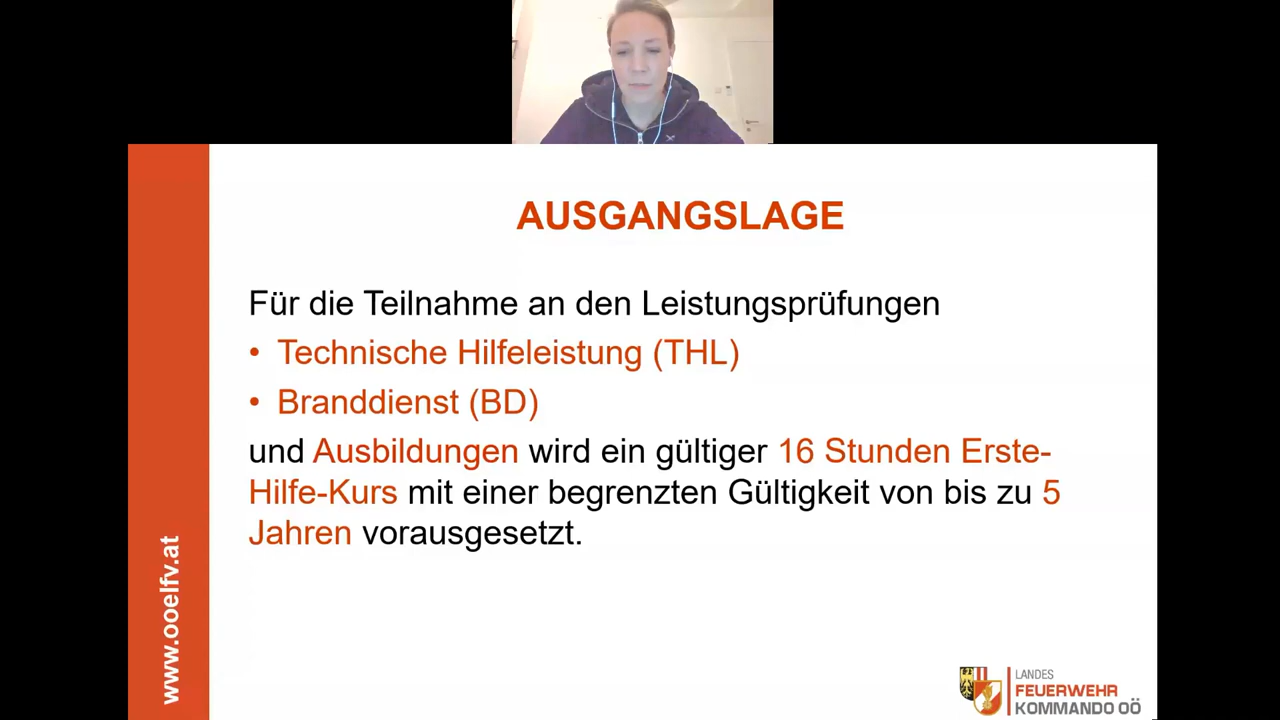 AUSGANGSLAGE
Für die Teilnahme an den Leistungsprüfungen
• Technische Hilfeleistung (THL)
• Branddienst (BD)
und Ausbildungen wird ein gültiger 16 Stunden Erste-
Hilfe-Kurs mit einer begrenzten Gültigkeit von bis zu 5
Jahren vorausgesetzt.
www.ooelfv.at
LANDES
FEUERWEHR
KOMMANDO OÖ